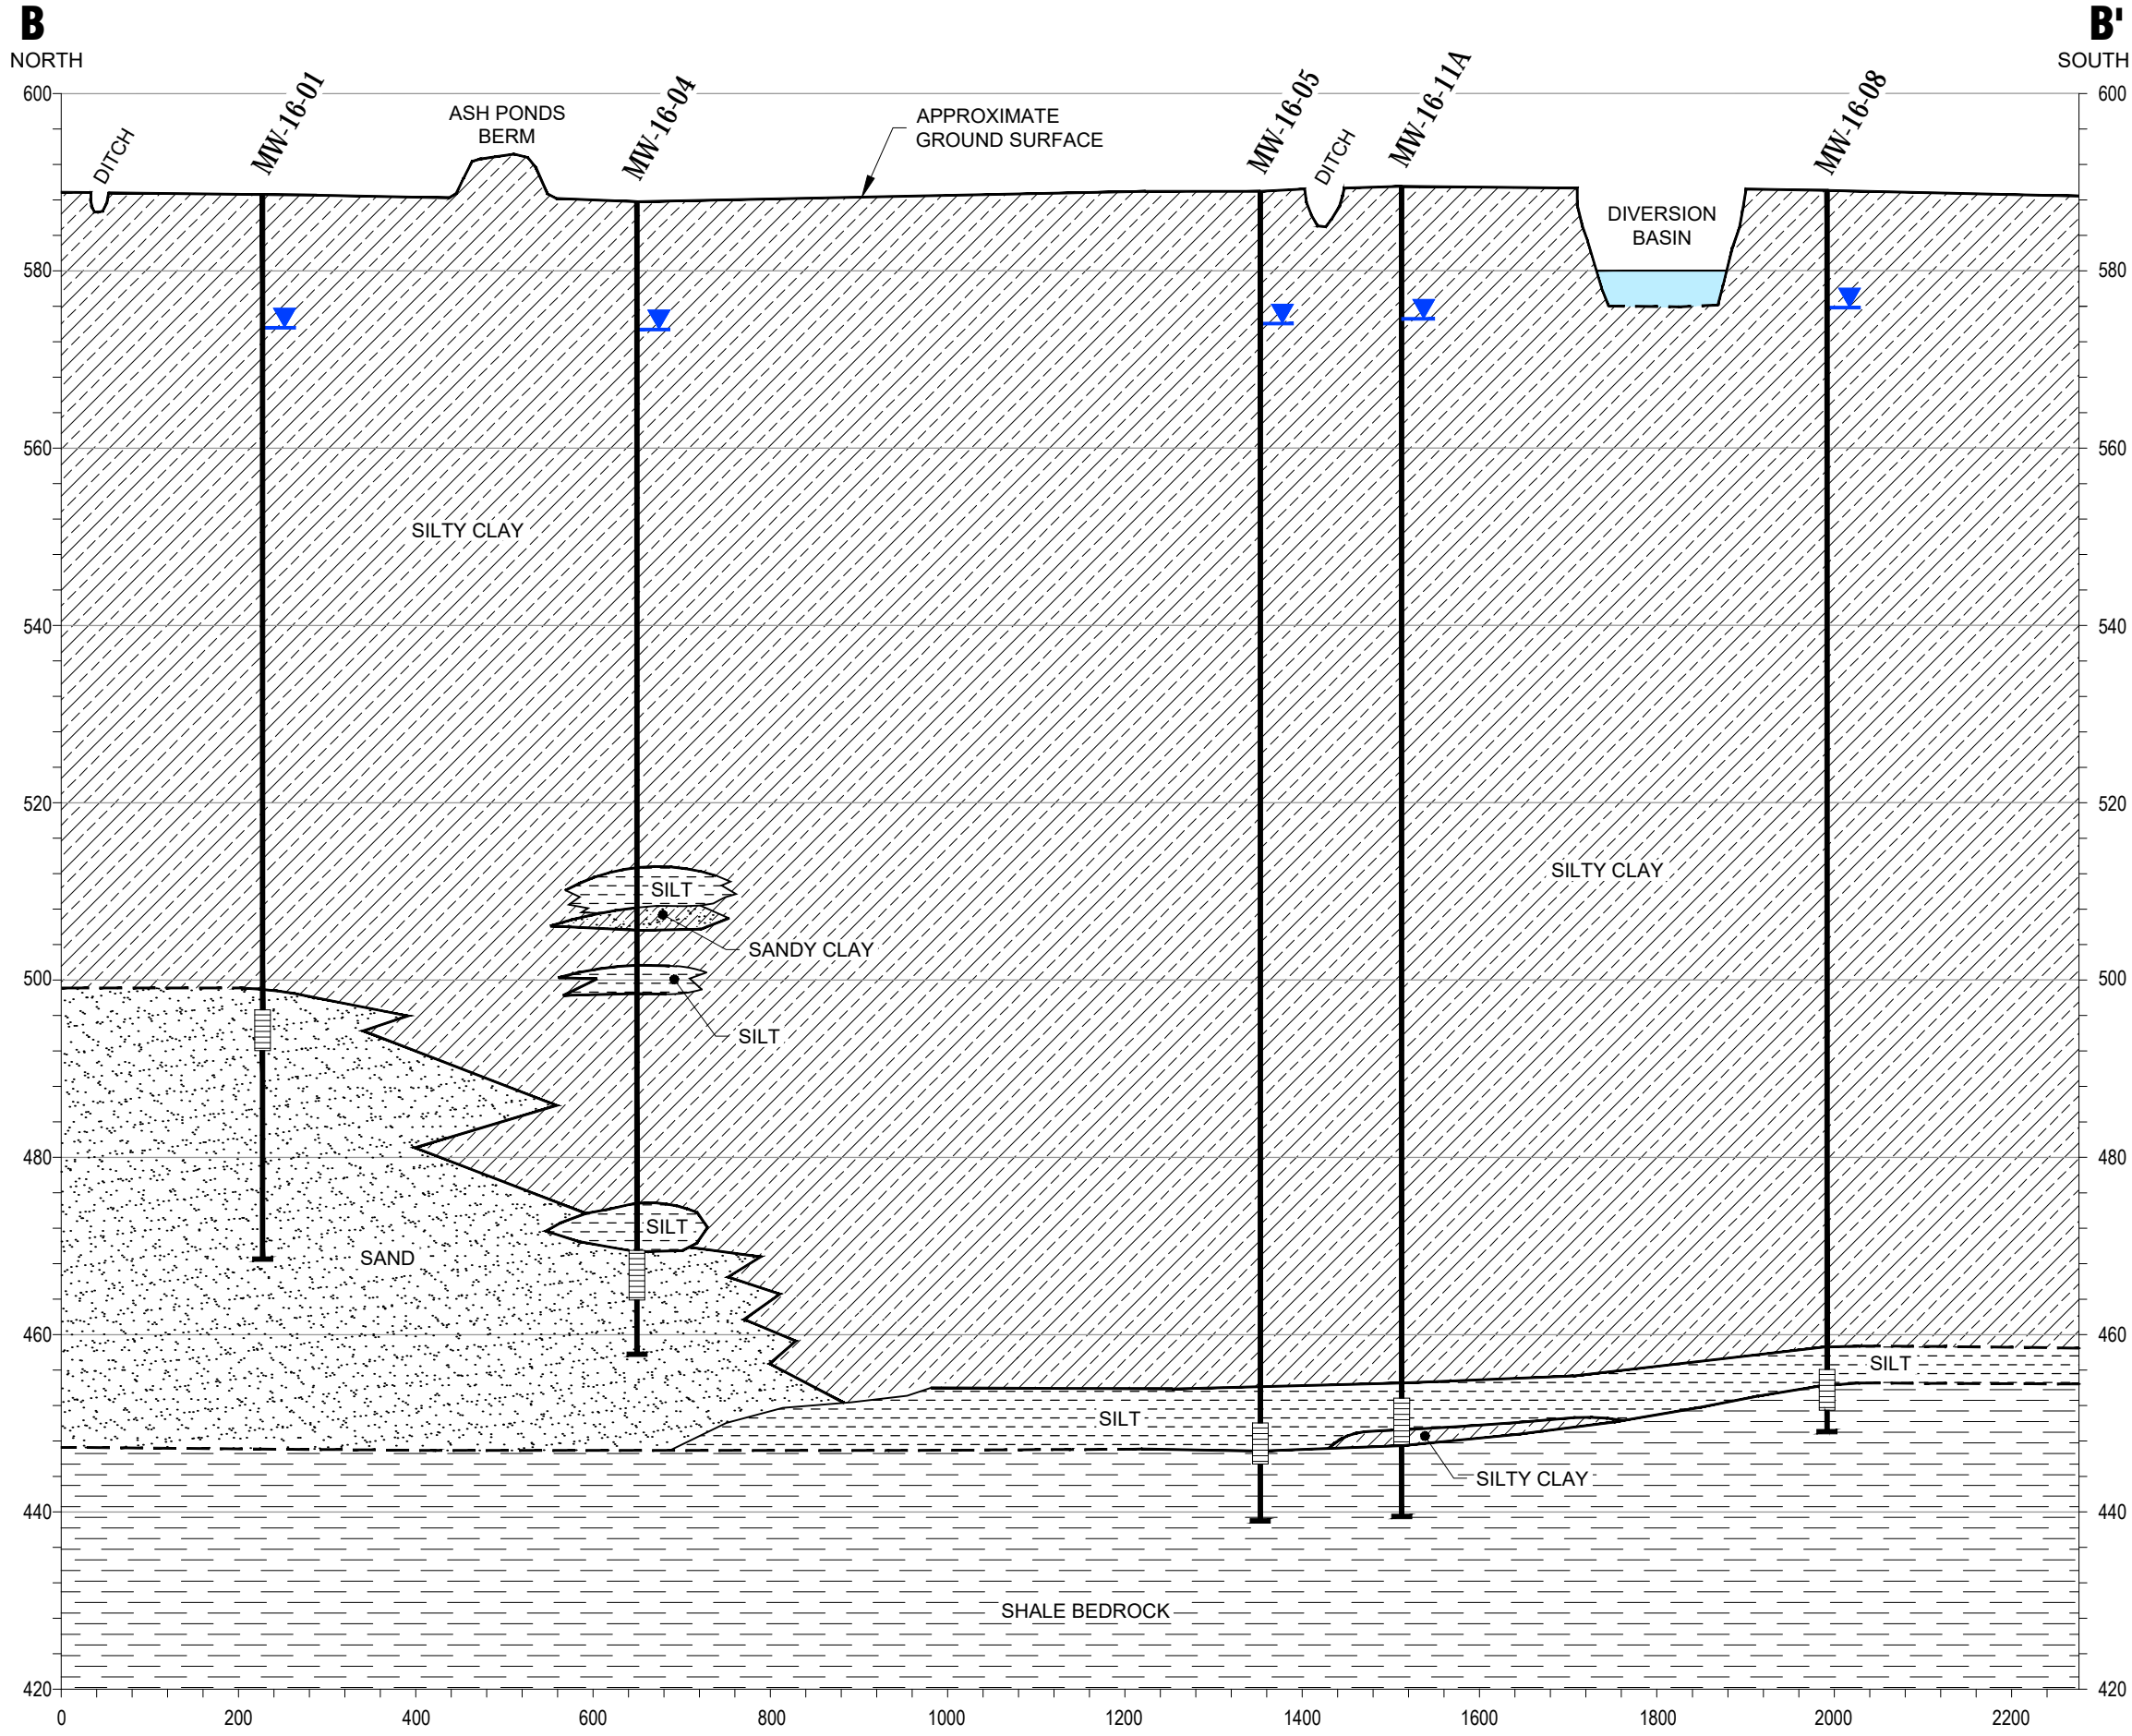 B
B'
NORTH
SOUTH
MW-16-01
MW-16-04
MW-16-05
MW-16-11A
MW-16-08
600
600
DITCH
ASH PONDS
BERM
APPROXIMATE
GROUND SURFACE
DITCH
DIVERSION
BASIN
580
580
560
560
SILTY CLAY
540
540
520
520
SILTY CLAY
SILT
SANDY CLAY
500
500
SILT
480
480
SILT
SAND
460
460
SILT
SILT
SILTY CLAY
440
440
SHALE BEDROCK
420
420
0 200 400 600 800 1000 1200 1400 1600 1800 2000 2200